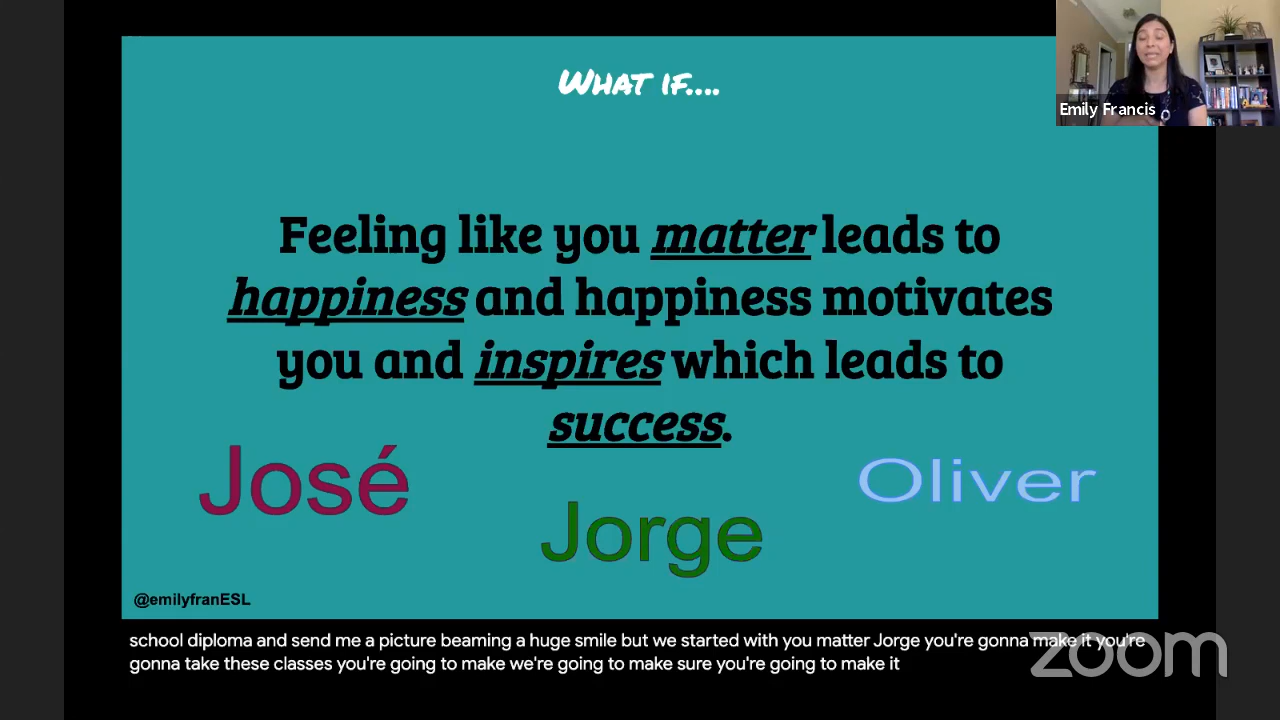 What if....
Emily Francis
Feeling like you matter leads to
happiness and happiness motivates
you and inspires which leads to
success.
José
Oliver
Jorge
@emilyfranESL
school diploma and send me a picture beaming a huge smile but we started with you matter Jorge you're gonna make it you're
gonna take these classes you're going to make we're going to make sure you're going to make it
zoom